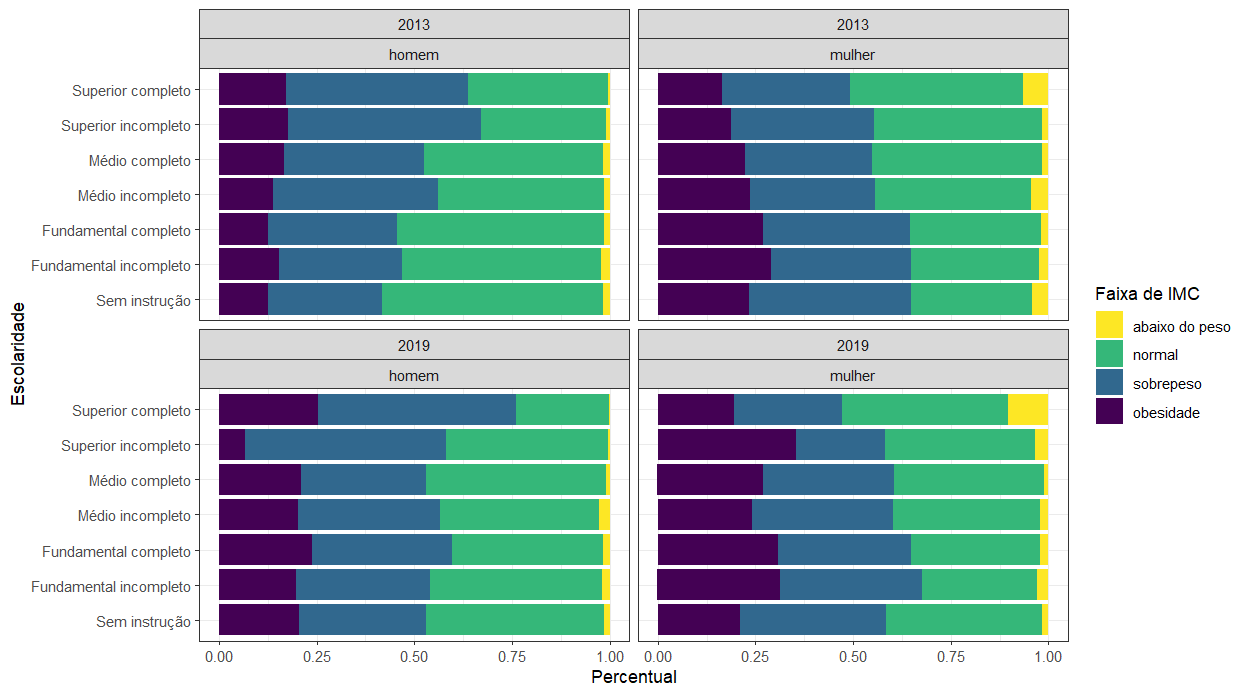 2013
2013
homem
mulher
Superior completo
Superior incompleto
Médio completo
Médio incompleto
Fundamental completo
Fundamental incompleto
Sem instrução
2019
2019
homem
mulher
Superior completo
Superior incompleto
Médio completo
Médio incompleto
Fundamental completo
Fundamental incompleto
Sem instrução
0.00
0.25
0.50
0.75
1.00
0.00
0.25
0.50
0.75
1.00
Percentual
Escolaridade
Faixa de IMC
abaixo do peso
normal
sobrepeso
obesidade